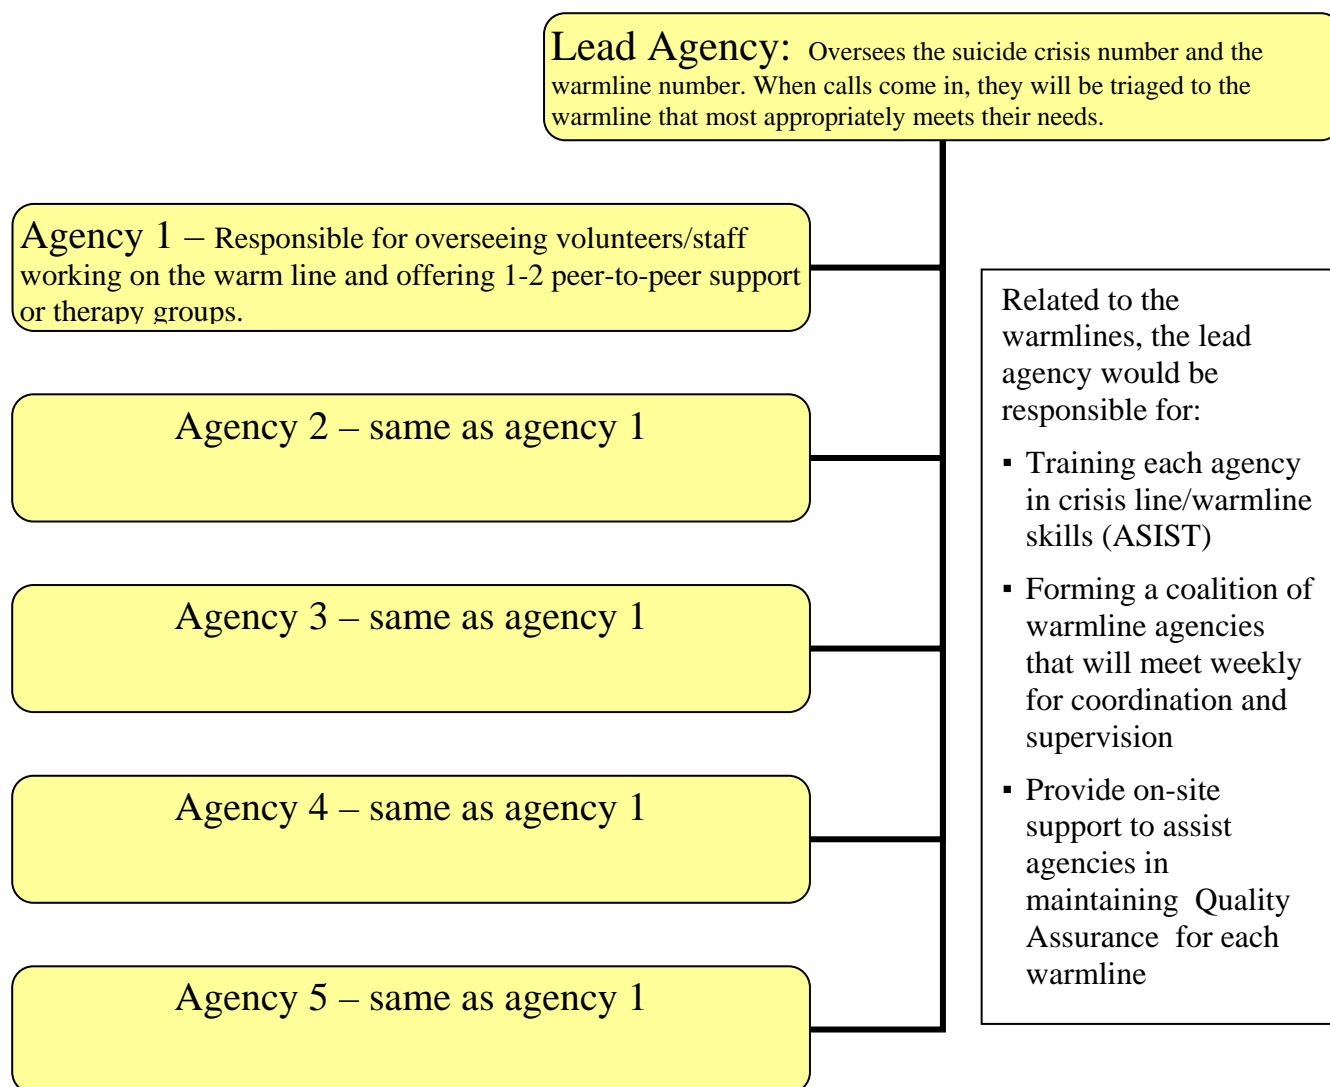 Lead Agency: Oversees the suicide crisis number and the
warmline number. When calls come in, they will be triaged to the
warmline that most appropriately meets their needs.
Agency 1 – Responsible for overseeing volunteers/staff
working on the warm line and offering 1-2 peer-to-peer support
or therapy groups.
Agency 2 – same as agency 1
Agency 3 – same as agency 1
Agency 4 – same as agency 1
Agency 5 – same as agency 1
Related to the
warmlines, the lead
agency would be
responsible for:
▪ Training each agency
in crisis line/warmline
skills (ASIST)
▪ Forming a coalition of
warmline agencies
that will meet weekly
for coordination and
supervision
▪ Provide on-site
support to assist
agencies in
maintaining Quality
Assurance for each
warmline